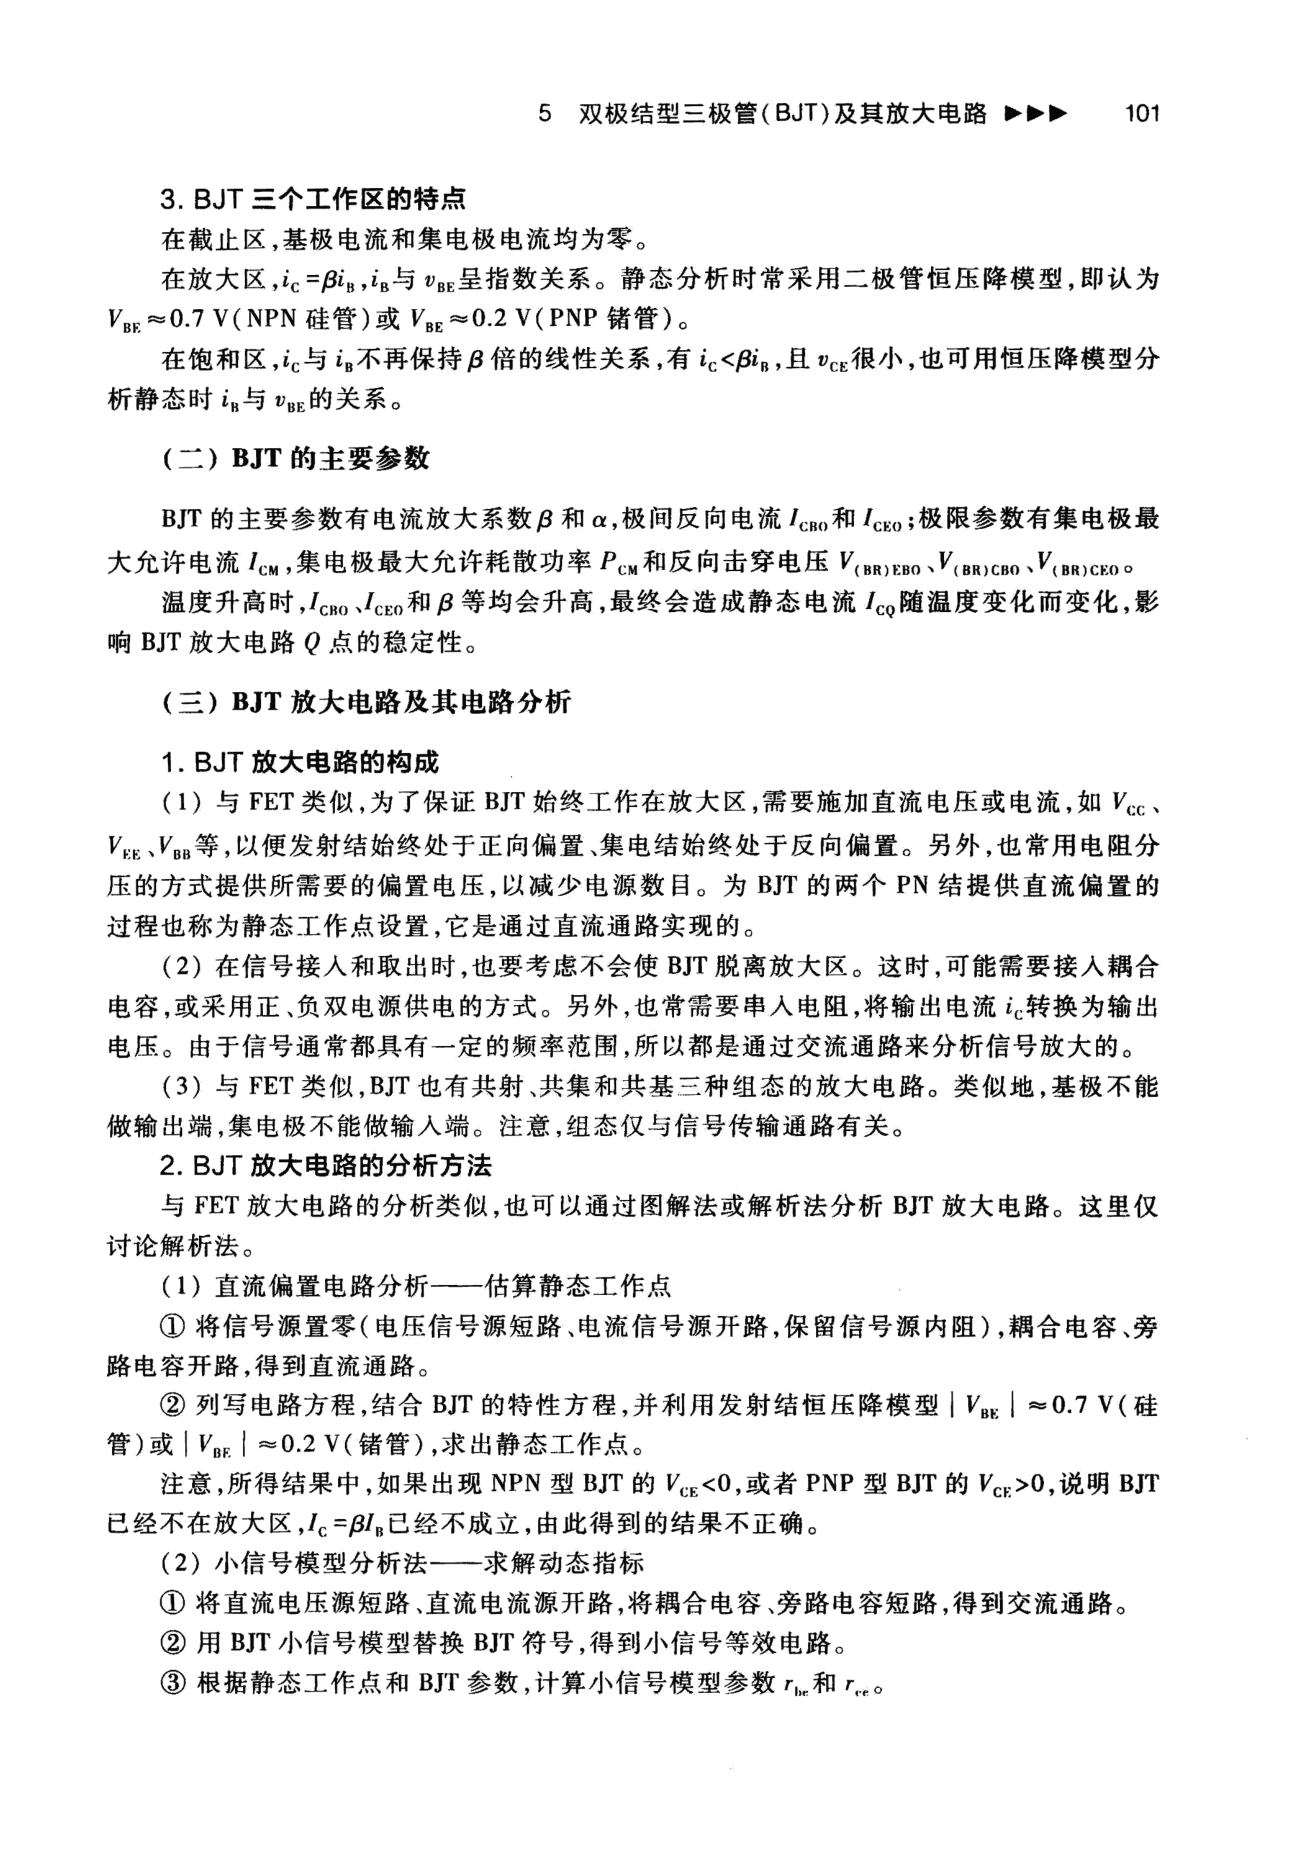 5 双极结型三极管(BJT)及其放大电路 ▶▶▶ 101
3. BJT 三个工作区的特点
在截止区,基极电流和集电极电流均为零。
在放大区,i_C=βi_B,i_B与 v_BE呈指数关系。静态分析时常采用二极管恒压降模型,即认为
V_BE≈0.7 V(NPN 硅管)或 V_BE≈0.2 V(PNP 锗管)。
在饱和区,i_C与 i_B不再保持 β 倍的线性关系,有 i_C<βi_B,且 v_CE很小,也可用恒压降模型分
析静态时 i_B与 v_BE的关系。
(二) BJT 的主要参数
BJT 的主要参数有电流放大系数 β 和 α,极间反向电流 I_CBO和 I_CEO;极限参数有集电极最
大允许电流 I_CM,集电极最大允许耗散功率 P_CM和反向击穿电压 V_(BR)EBO、V_(BR)CBO、V_(BR)CEO。
温度升高时,I_CBO、I_CEO和 β 等均会升高,最终会造成静态电流 I_CQ随温度变化而变化,影
响 BJT 放大电路 Q 点的稳定性。
(三) BJT 放大电路及其电路分析
1. BJT 放大电路的构成
(1) 与 FET 类似,为了保证 BJT 始终工作在放大区,需要施加直流电压或电流,如 V_CC、
V_EE、V_BB等,以便发射结始终处于正向偏置、集电结始终处于反向偏置。另外,也常用电阻分
压的方式提供所需要的偏置电压,以减少电源数目。为 BJT 的两个 PN 结提供直流偏置的
过程也称为静态工作点设置,它是通过直流通路实现的。
(2) 在信号接入和取出时,也要考虑不会使 BJT 脱离放大区。这时,可能需要接入耦合
电容,或采用正、负双电源供电的方式。另外,也常需要串入电阻,将输出电流 i_C转换为输出
电压。由于信号通常都具有一定的频率范围,所以都是通过交流通路来分析信号放大的。
(3) 与 FET 类似,BJT 也有共射、共集和共基三种组态的放大电路。类似地,基极不能
做输出端,集电极不能做输入端。注意,组态仅与信号传输通路有关。
2. BJT 放大电路的分析方法
与 FET 放大电路的分析类似,也可以通过图解法或解析法分析 BJT 放大电路。这里仅
讨论解析法。
(1) 直流偏置电路分析——估算静态工作点
① 将信号源置零(电压信号源短路、电流信号源开路,保留信号源内阻),耦合电容、旁
路电容开路,得到直流通路。
② 列写电路方程,结合 BJT 的特性方程,并利用发射结恒压降模型|V_BE|≈0.7 V(硅
管)或|V_BE|≈0.2 V(锗管),求出静态工作点。
注意,所得结果中,如果出现 NPN 型 BJT 的 V_CE<0,或者 PNP 型 BJT 的 V_CE>0,说明 BJT
已经不在放大区,I_C=βI_B已经不成立,由此得到的结果不正确。
(2) 小信号模型分析法——求解动态指标
① 将直流电压源短路、直流电流源开路,将耦合电容、旁路电容短路,得到交流通路。
② 用 BJT 小信号模型替换 BJT 符号,得到小信号等效电路。
③ 根据静态工作点和 BJT 参数,计算小信号模型参数 r_be和 r_ce。